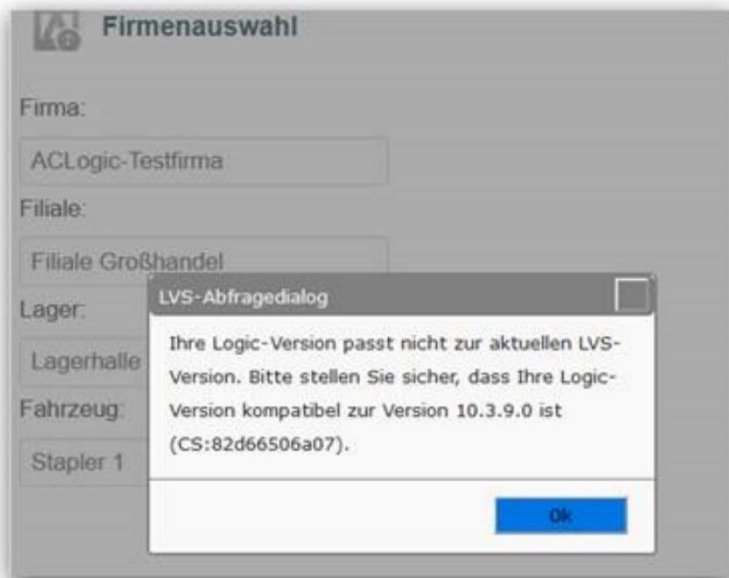 Firmenauswahl
Firma:
ACLogic-Testfirma
Filiale:
Filiale Großhandel
Lager:
Lagerhalle
Fahrzeug:
Stapler 1
LVS-Abfragedialog
Ihre Logic-Version passt nicht zur aktuellen LVS-
Version. Bitte stellen Sie sicher, dass Ihre Logic-
Version kompatibel zur Version 10.3.9.0 ist
(CS:82d66506a07).
Ok